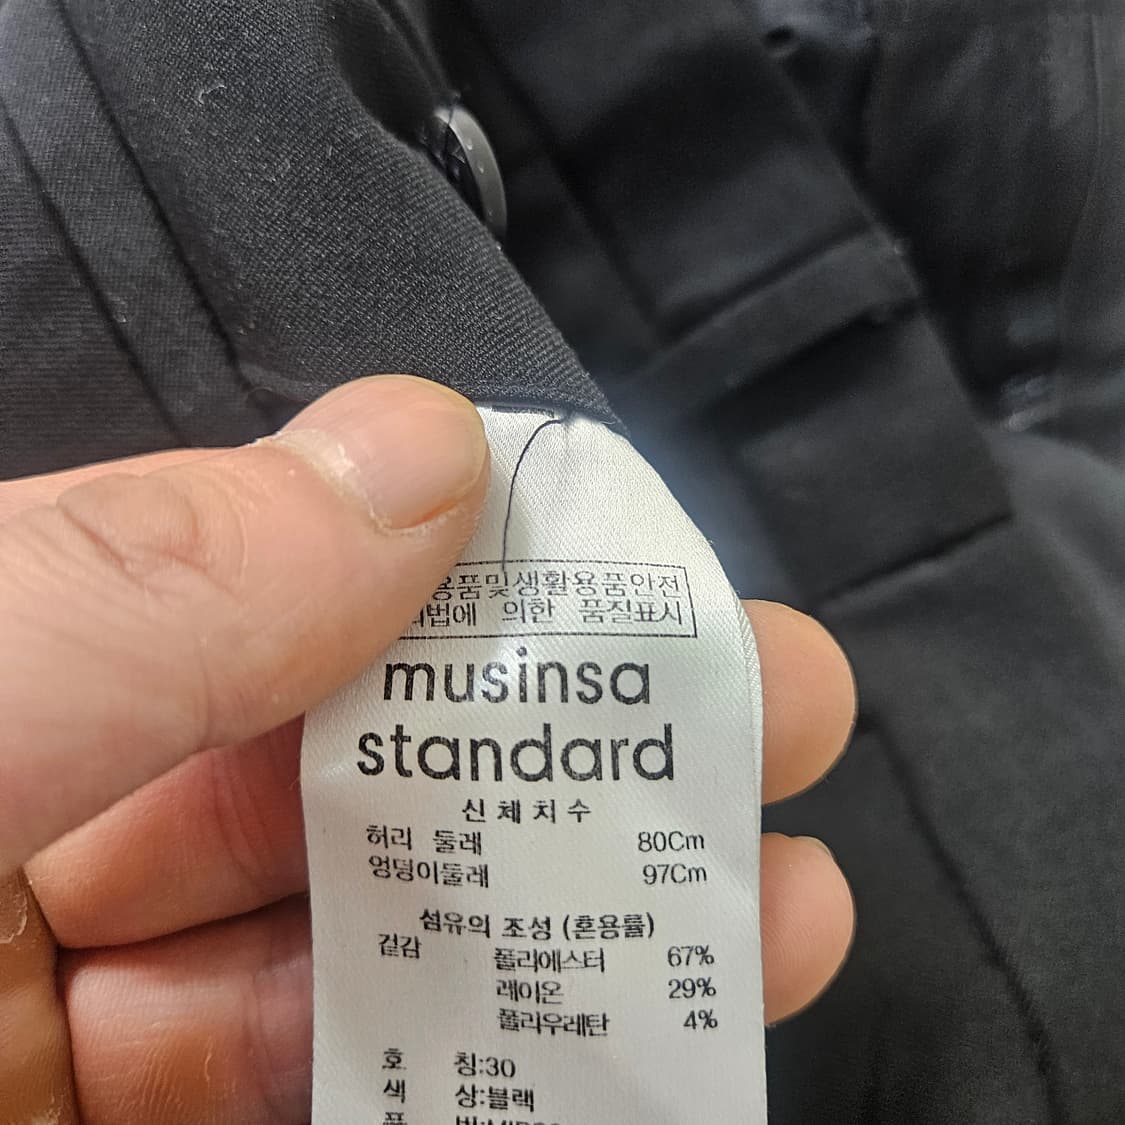 용품및생활용품안전
법에 의한 품질표시
musinsa
standard
신체치수
허리 둘레 80Cm
엉덩이둘레 97Cm
섬유의 조성 (혼용률)
겉감 폴리에스터 67%
레이온 29%
폴리우레탄 4%
호 칭:30
색 상:블랙